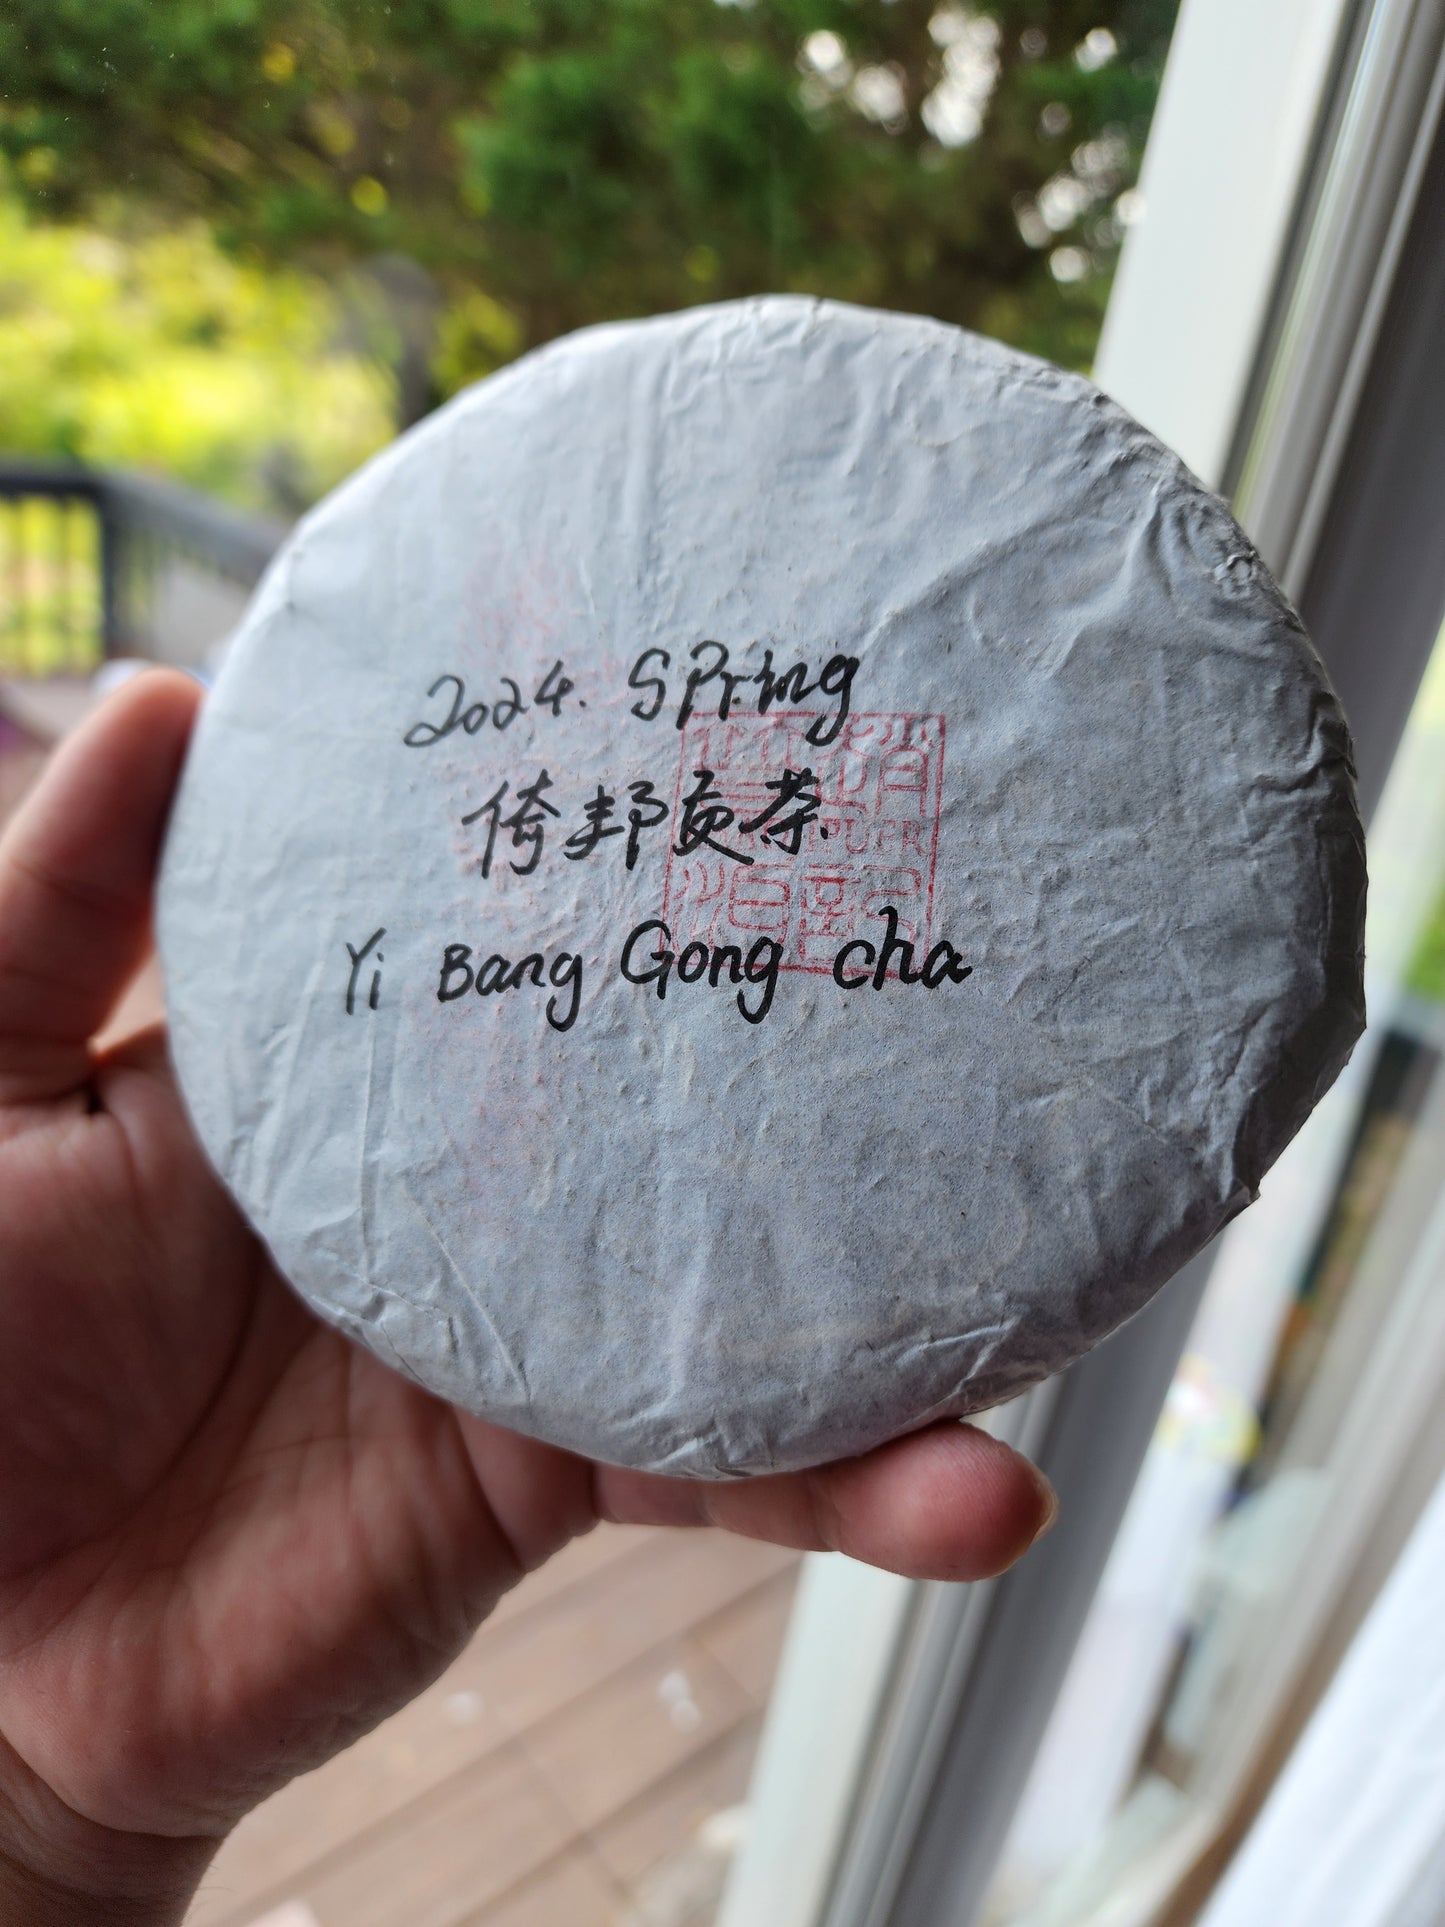 2024. Spring
倚邦贡茶
Yi Bang Gong cha